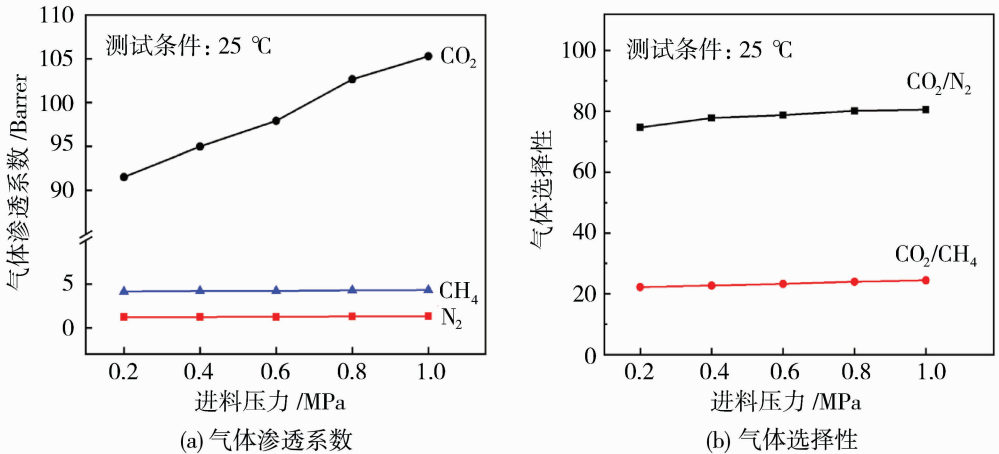 110
105
100
95
90
5
0
气体渗透系数 /Barrer
测试条件: 25 ℃
CO₂
CH₄
N₂
0.2 0.4 0.6 0.8 1.0
进料压力 /MPa
(a) 气体渗透系数
100
80
60
40
20
0
气体选择性
测试条件: 25 ℃
CO₂/N₂
CO₂/CH₄
0.2 0.4 0.6 0.8 1.0
进料压力 /MPa
(b) 气体选择性